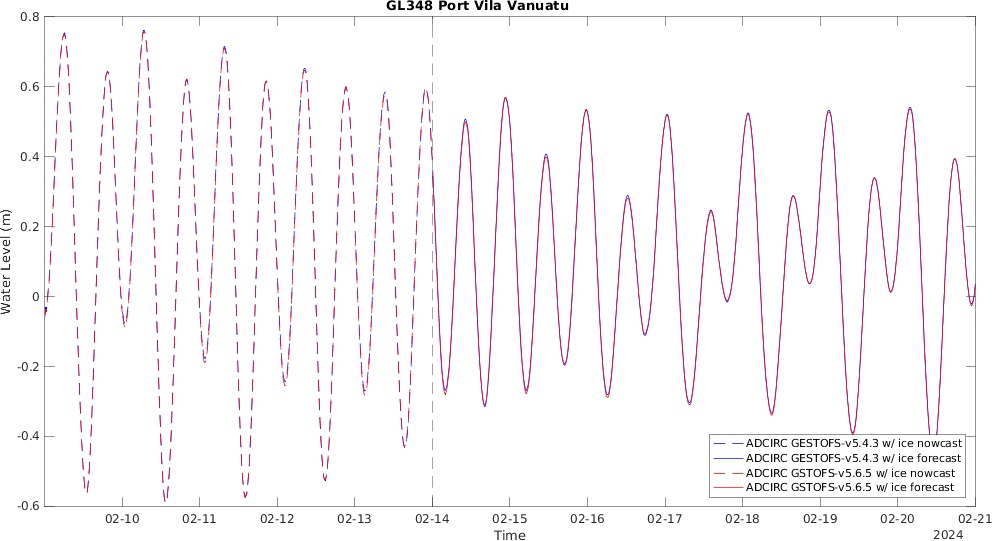 GL348 Port Vila Vanuatu
Water Level (m)
0.8
0.6
0.4
0.2
0
-0.2
-0.4
-0.6
ADCIRC GESTOFS-v5.4.3 w/ ice nowcast
ADCIRC GESTOFS-v5.4.3 w/ ice forecast
ADCIRC GSTOFS-v5.6.5 w/ ice nowcast
ADCIRC GSTOFS-v5.6.5 w/ ice forecast
02-10 02-11 02-12 02-13 02-14 02-15 02-16 02-17 02-18 02-19 02-20 02-21
Time
2024